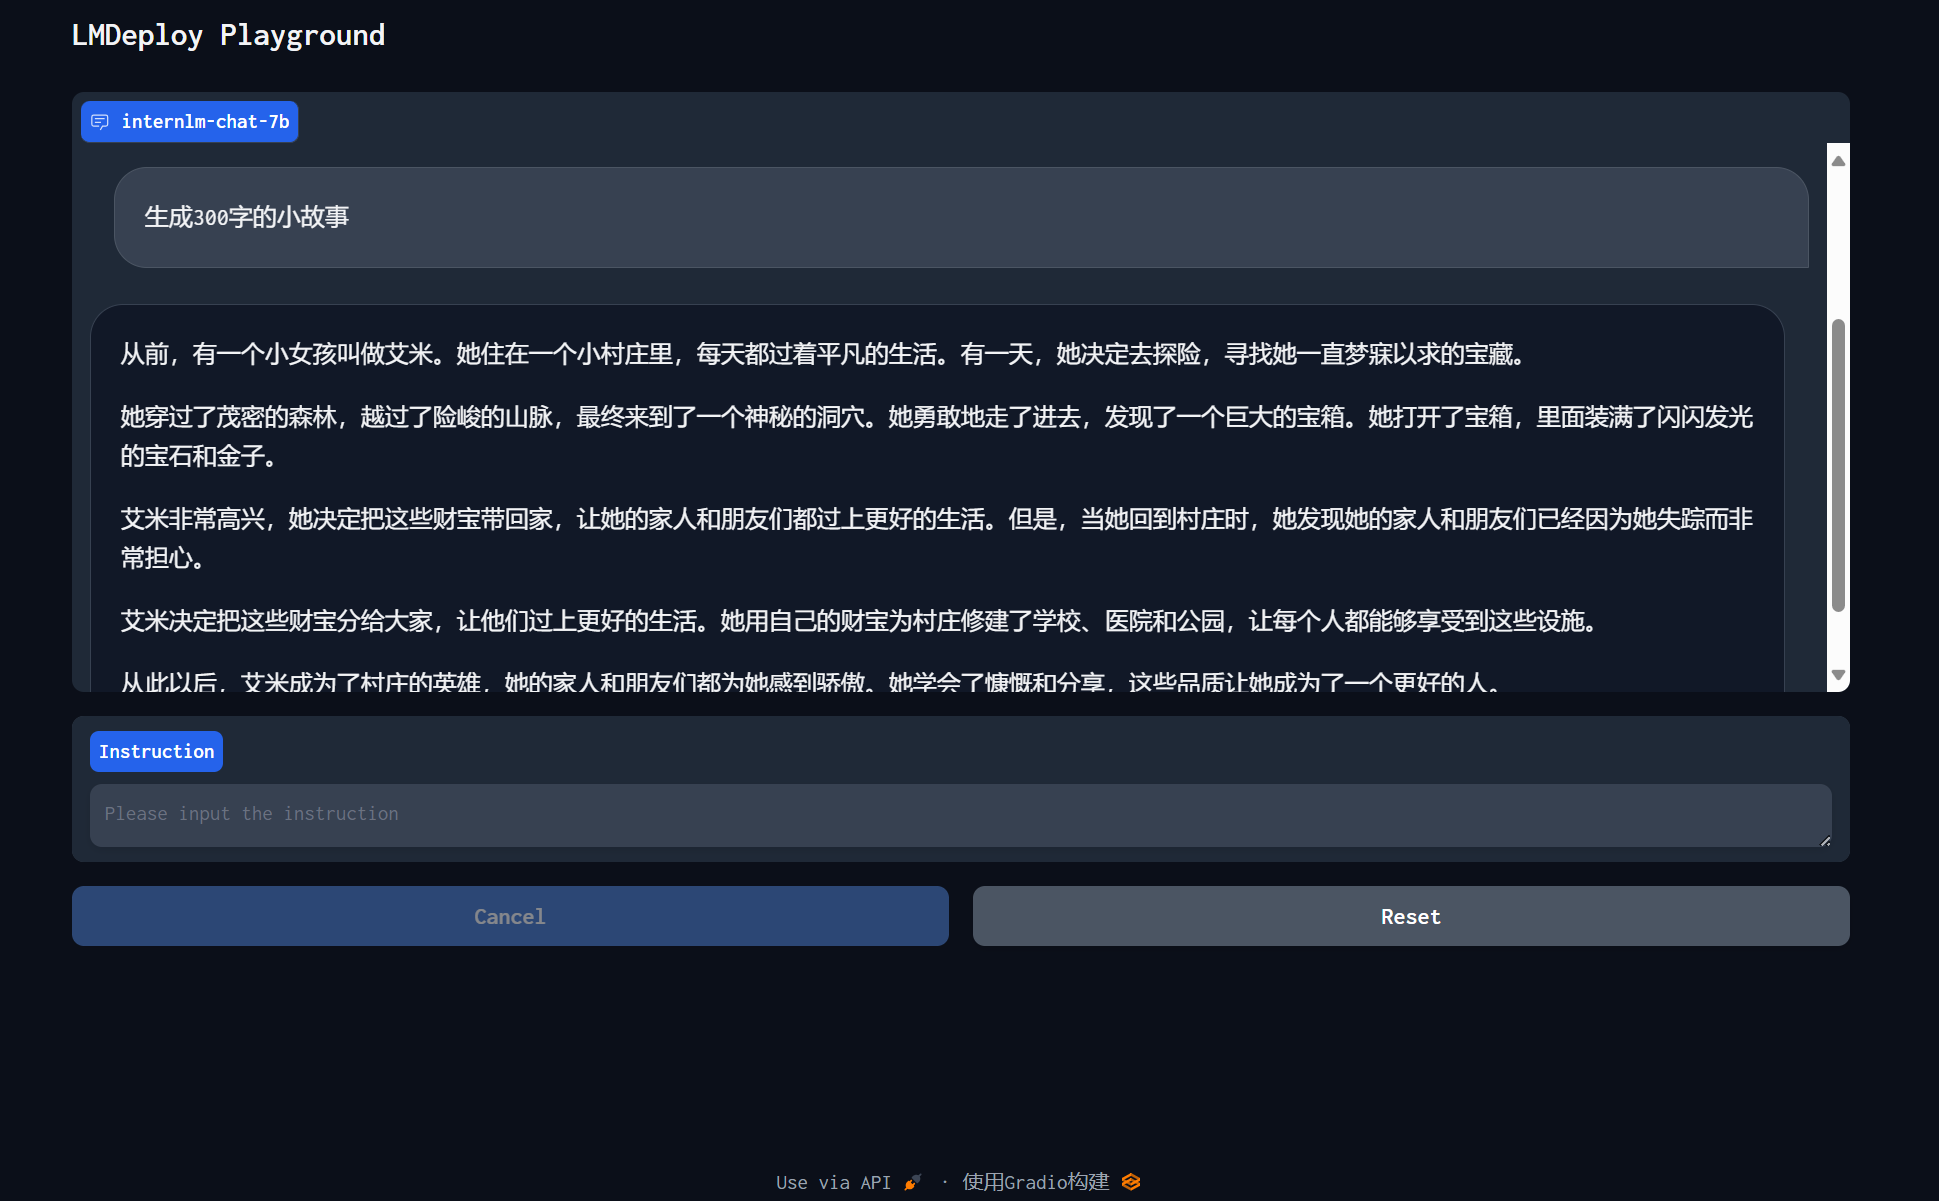 LMDeploy Playground
internlm-chat-7b
生成300字的小故事
从前，有一个小女孩叫做艾米。她住在一个小村庄里，每天都过着平凡的生活。有一天，她决定去探险，寻找她一直梦寐以求的宝藏。
她穿过了茂密的森林，越过了险峻的山脉，最终来到了一个神秘的洞穴。她勇敢地走了进去，发现了一个巨大的宝箱。她打开了宝箱，里面装满了闪闪发光
的宝石和金子。
艾米非常高兴，她决定把这些财宝带回家，让她的家人和朋友们都过上更好的生活。但是，当她回到村庄时，她发现她的家人和朋友们已经因为她失踪而非
常担心。
艾米决定把这些财宝分给大家，让他们过上更好的生活。她用自己的财宝为村庄修建了学校、医院和公园，让每个人都能够享受到这些设施。
从此以后，艾米成为了村庄的英雄，她的家人和朋友们都为她感到骄傲。她学会了慷慨和分享，这些品质让她成为了一个更好的人。
Instruction
Please input the instruction
Cancel
Reset
Use via API · 使用Gradio构建